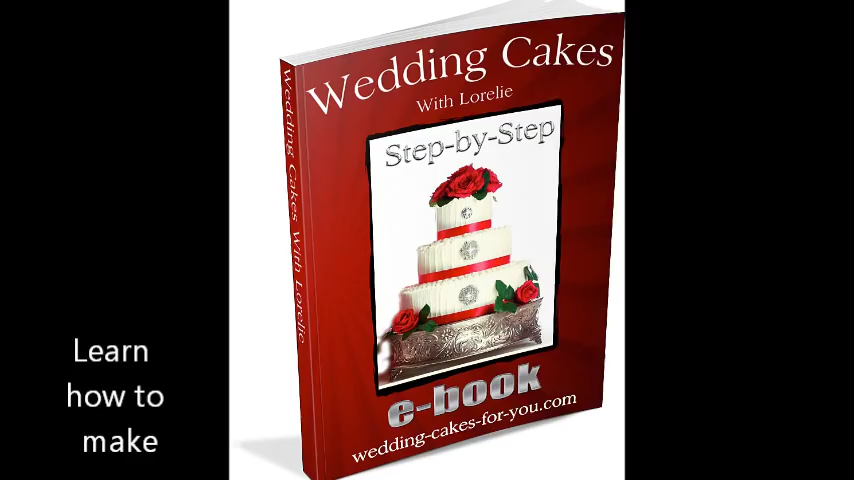 Wedding Cakes
With Lorelie
Step-by-Step
e-book
wedding-cakes-for-you.com
Wedding Cakes With Lorelie
Learn
how to
make